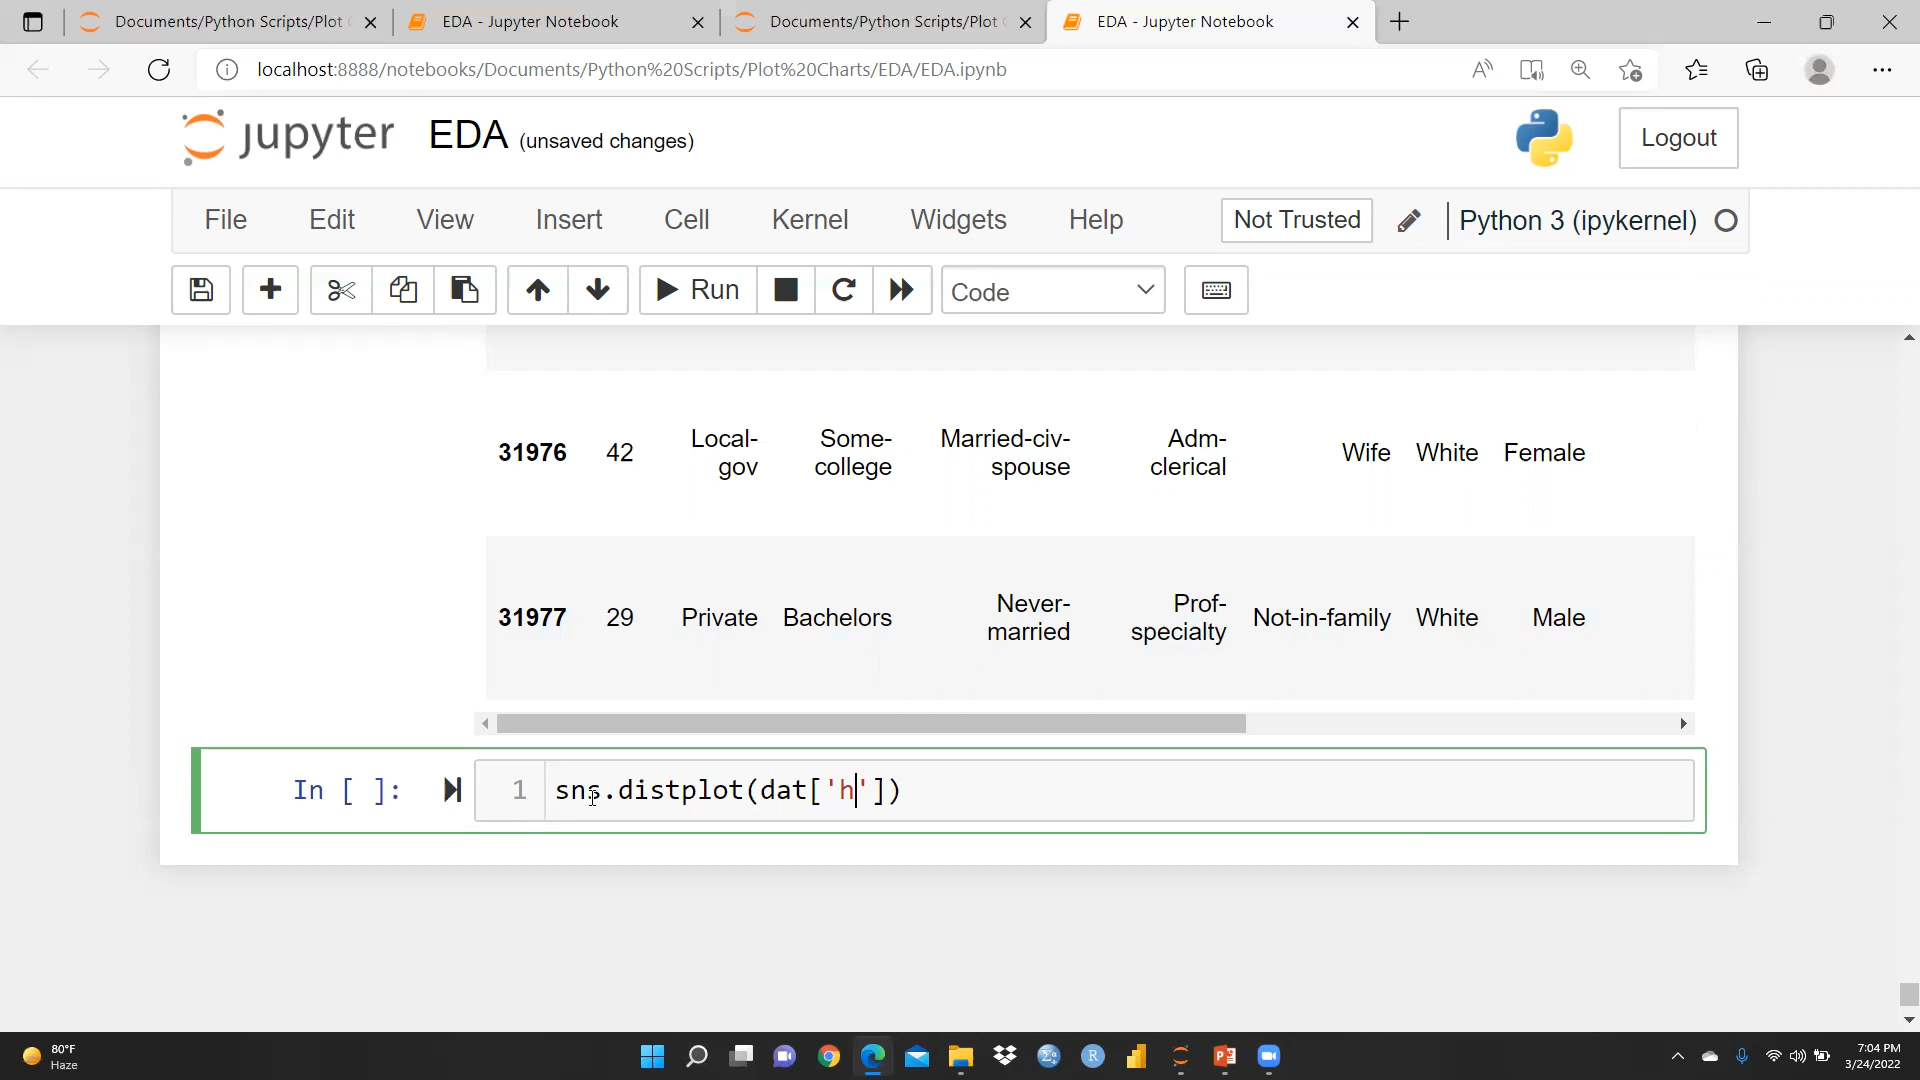 Documents/Python Scripts/Plot
EDA - Jupyter Notebook
Documents/Python Scripts/Plot
EDA - Jupyter Notebook
localhost:8888/notebooks/Documents/Python%20Scripts/Plot%20Charts/EDA/EDA.ipynb
jupyter EDA (unsaved changes)
Logout
File Edit View Insert Cell Kernel Widgets Help
Not Trusted
Python 3 (ipykernel)
Run
Code
31976 42 Local-gov Some-college Married-civ-spouse Adm-clerical Wife White Female
31977 29 Private Bachelors Never-married Prof-specialty Not-in-family White Male
In [ ]: 1 sns.distplot(dat['h'])
80°F
Haze
7:04 PM
3/24/2022